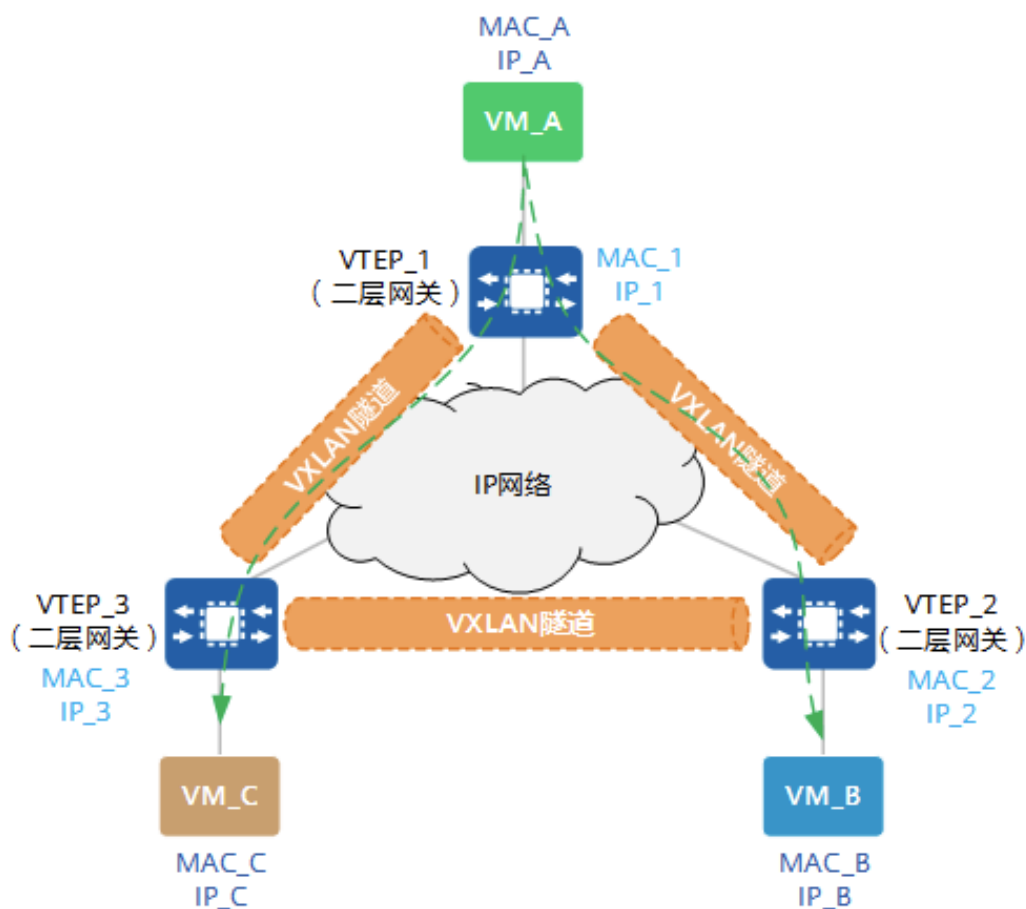 MAC_A
IP_A
VM_A
VTEP_1
（二层网关）
MAC_1
IP_1
VXLAN隧道
VXLAN隧道
IP网络
VTEP_3
（二层网关）
MAC_3
IP_3
VXLAN隧道
VTEP_2
（二层网关）
MAC_2
IP_2
VM_C
MAC_C
IP_C
VM_B
MAC_B
IP_B